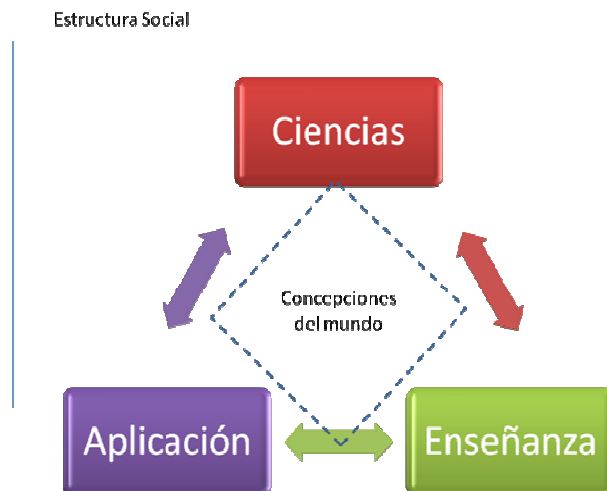 Estructura Social
Ciencias
Concepciones
del mundo
Aplicación
Enseñanza